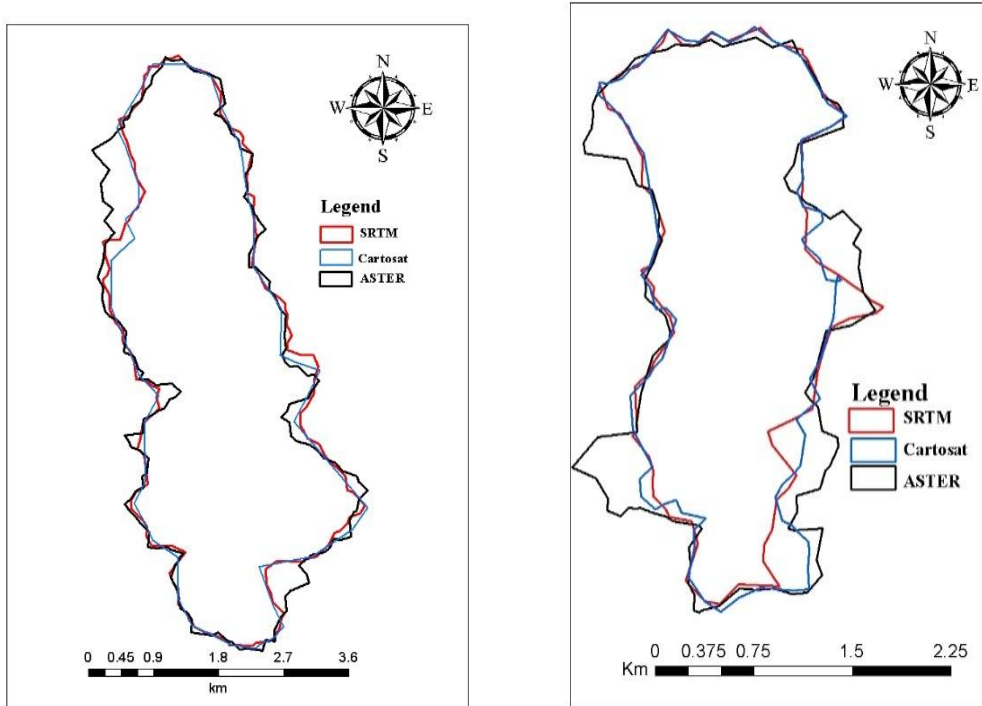 N
W E
S
Legend
SRTM
Cartosat
ASTER
0 0.45 0.9 1.8 2.7 3.6
km
N
W E
S
Legend
SRTM
Cartosat
ASTER
0 0.375 0.75 1.5 2.25
Km